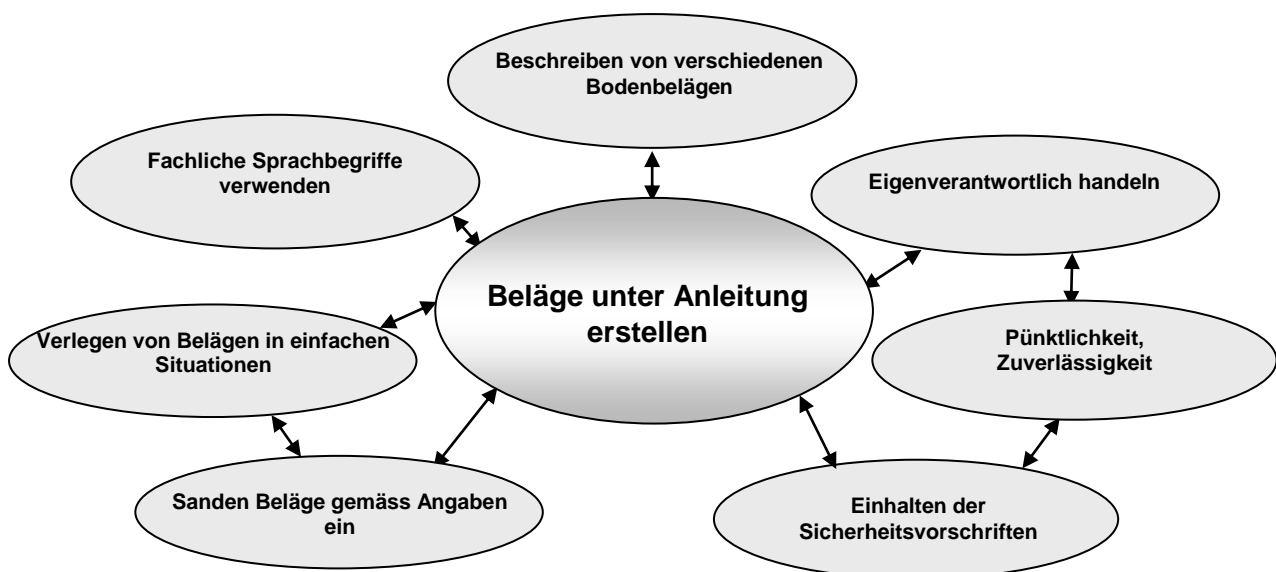 Beschreiben von verschiedenen
Bodenbelägen
Fachliche Sprachbegriffe
verwenden
Eigenverantwortlich handeln
Beläge unter Anleitung
erstellen
Verlegen von Belägen in einfachen
Situationen
Pünktlichkeit,
Zuverlässigkeit
Sanden Beläge gemäss Angaben
ein
Einhalten der
Sicherheitsvorschriften